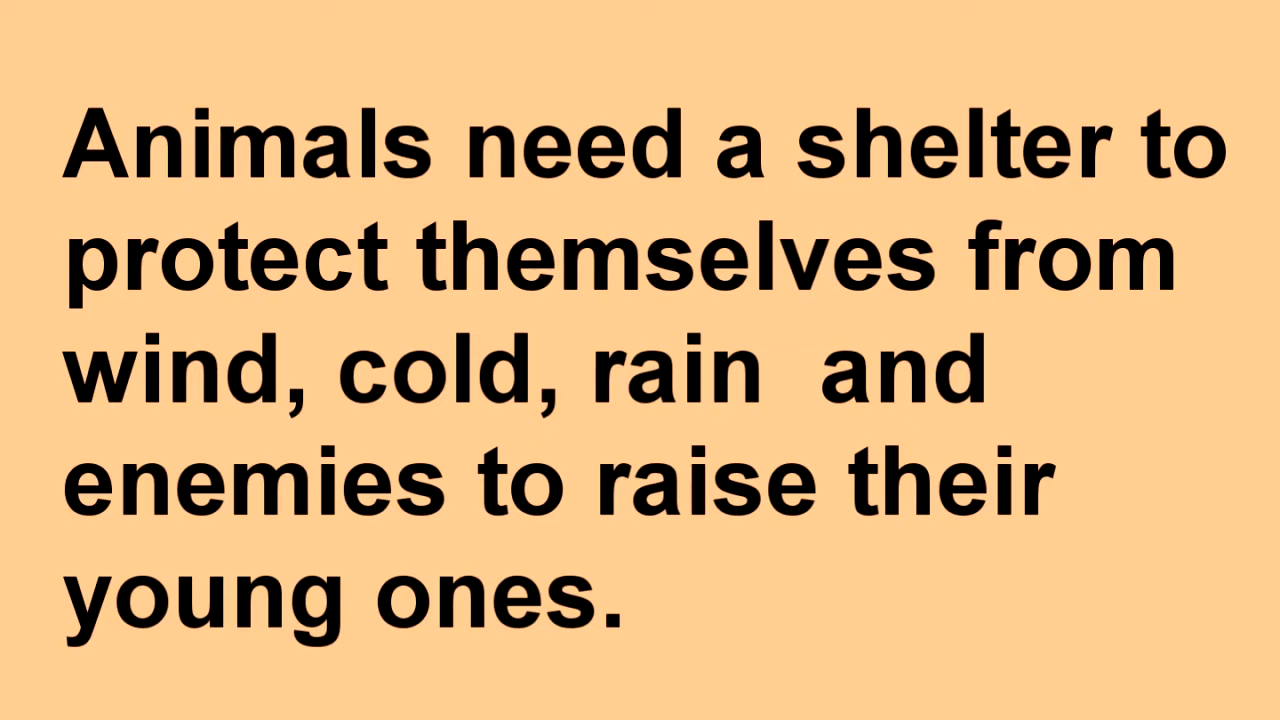 Animals need a shelter to
protect themselves from
wind, cold, rain  and
enemies to raise their
young ones.